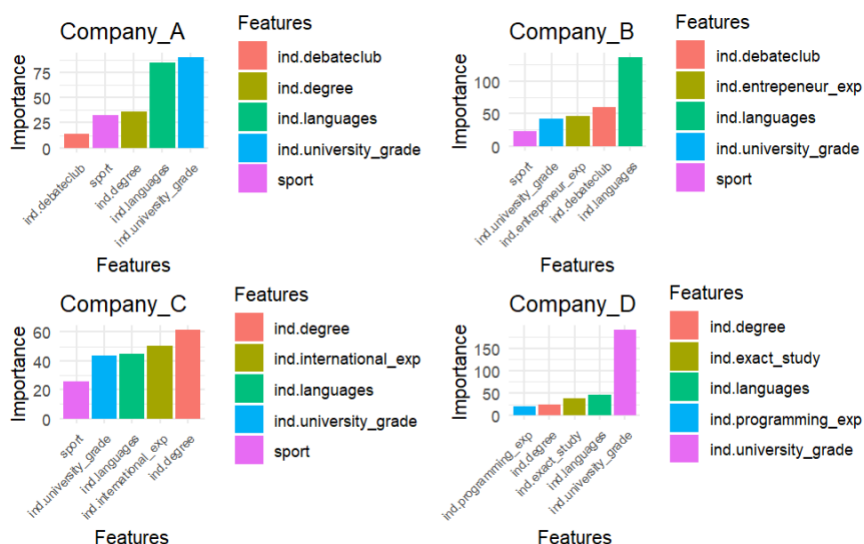 Company_A
Importance
75
50
25
0
ind.debateclub
sport
ind.degree
ind.languages
ind.university_grade
Features
Features
ind.debateclub
ind.degree
ind.languages
ind.university_grade
sport
Company_B
Importance
100
50
0
sport
ind.university_grade
ind.entrepeneur_exp
ind.debateclub
ind.languages
Features
Features
ind.debateclub
ind.entrepeneur_exp
ind.languages
ind.university_grade
sport
Company_C
Importance
60
40
20
0
sport
ind.university_grade
ind.languages
ind.international_exp
ind.degree
Features
Features
ind.degree
ind.international_exp
ind.languages
ind.university_grade
sport
Company_D
Importance
150
100
50
0
ind.programming_exp
ind.degree
ind.exact_study
ind.languages
ind.university_grade
Features
Features
ind.degree
ind.exact_study
ind.languages
ind.programming_exp
ind.university_grade